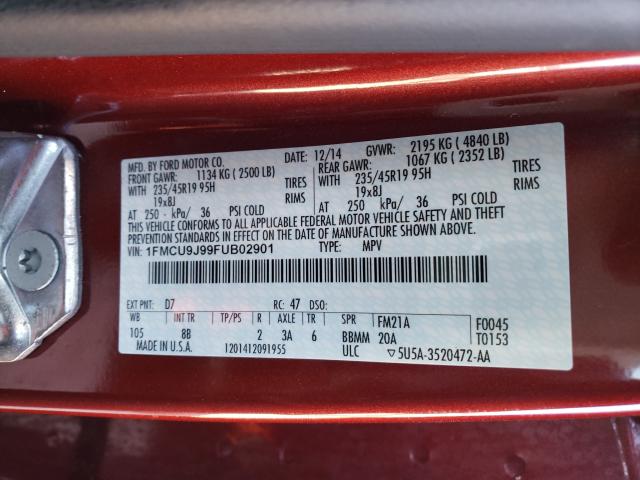 MFD. BY FORD MOTOR CO. DATE: 12/14 GVWR: 2195 KG ( 4840 LB)
FRONT GAWR: 1134 KG ( 2500 LB) REAR GAWR: 1067 KG ( 2352 LB)
WITH 235/45R19 95H TIRES WITH 235/45R19 95H TIRES
19x8J RIMS 19x8J RIMS
AT 250 - kPa/ 36 PSI COLD AT 250 kPa/ 36 PSI COLD
THIS VEHICLE CONFORMS TO ALL APPLICABLE FEDERAL MOTOR VEHICLE SAFETY AND THEFT
PREVENTION STANDARDS IN EFFECT ON THE DATE OF MANUFACTURE SHOWN ABOVE.
VIN: 1FMCU9J99FUB02901 TYPE: MPV
EXT PNT: D7 RC: 47 DSO:
WB INT TR TP/PS R AXLE TR SPR FM21A F0045
105 8B 2 3A 6 BBMM 20A T0153
MADE IN U.S.A. 1201412091955 ULC ▽5U5A-3520472-AA